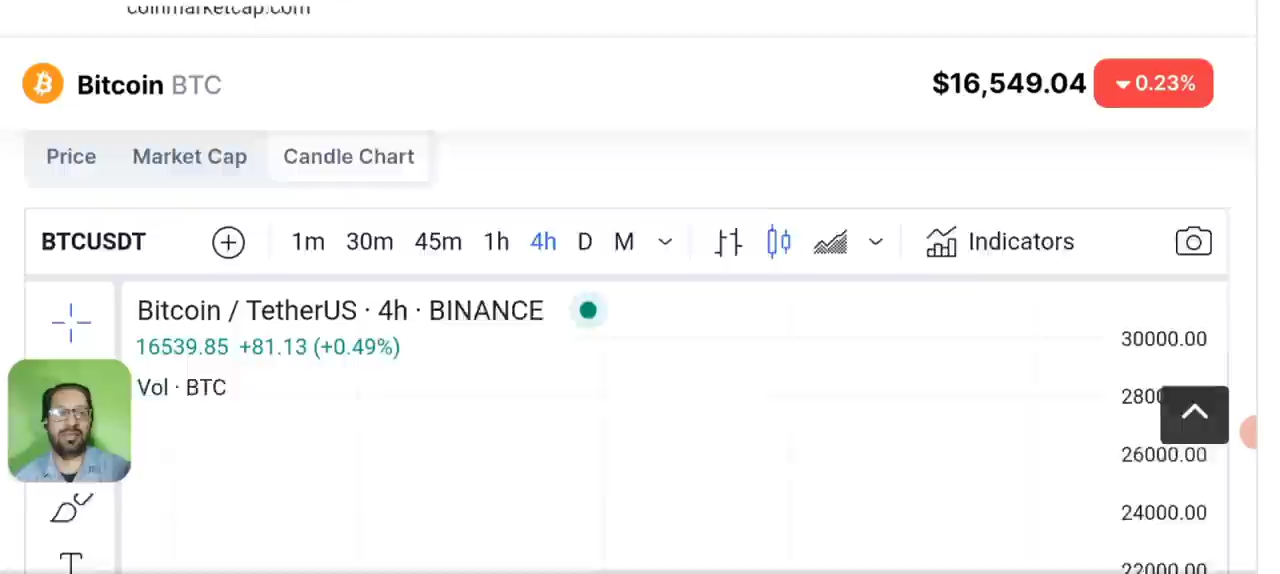 coinmarketcap.com
Bitcoin BTC
$16,549.04 0.23%
Price Market Cap Candle Chart
BTCUSDT 1m 30m 45m 1h 4h D M Indicators
Bitcoin / TetherUS · 4h · BINANCE
16539.85 +81.13 (+0.49%)
Vol · BTC
30000.00
2800
26000.00
24000.00
22000.00